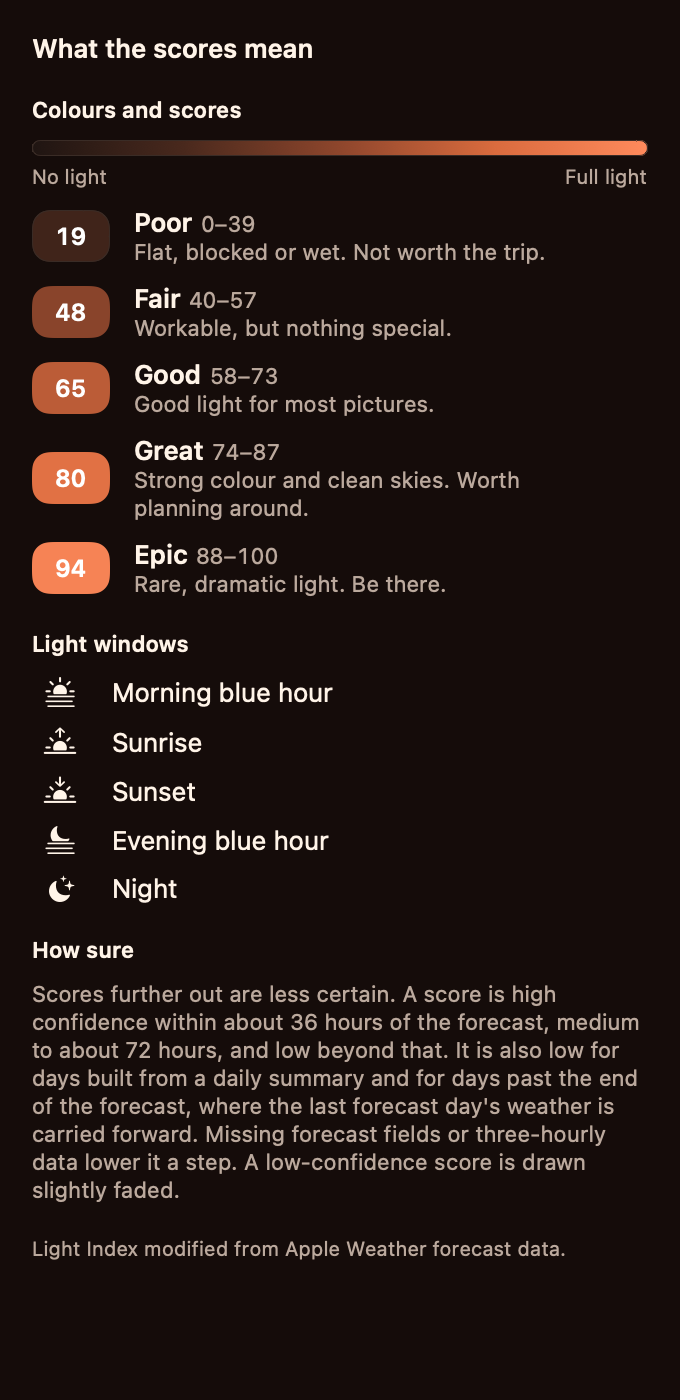 What the scores mean
Colours and scores
No light Full light
19 Poor 0–39
Flat, blocked or wet. Not worth the trip.
48 Fair 40–57
Workable, but nothing special.
65 Good 58–73
Good light for most pictures.
80 Great 74–87
Strong colour and clean skies. Worth
planning around.
94 Epic 88–100
Rare, dramatic light. Be there.
Light windows
Morning blue hour
Sunrise
Sunset
Evening blue hour
Night
How sure
Scores further out are less certain. A score is high
confidence within about 36 hours of the forecast, medium
to about 72 hours, and low beyond that. It is also low for
days built from a daily summary and for days past the end
of the forecast, where the last forecast day's weather is
carried forward. Missing forecast fields or three-hourly
data lower it a step. A low-confidence score is drawn
slightly faded.
Light Index modified from Apple Weather forecast data.